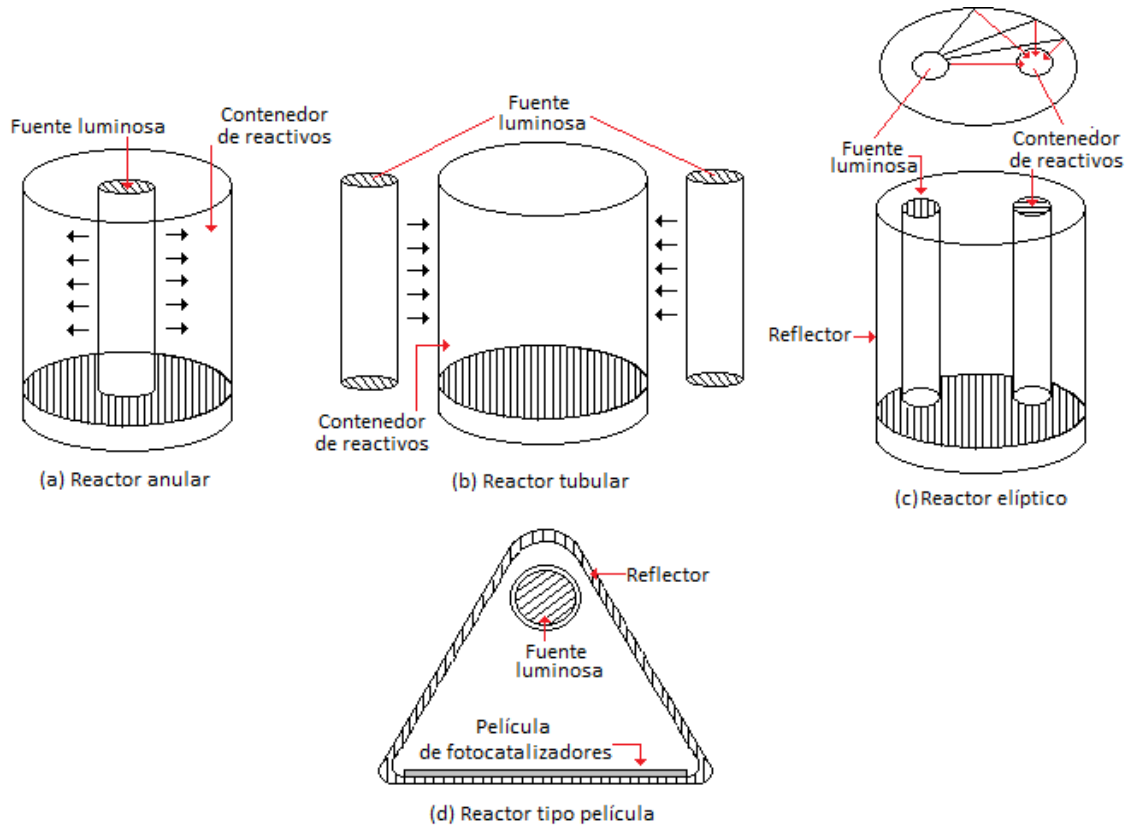 Fuente luminosa
Contenedor
de reactivos
(a) Reactor anular
Fuente
luminosa
Contenedor
de reactivos
(b) Reactor tubular
Fuente
luminosa
Contenedor
de reactivos
Reflector
(c) Reactor elíptico
Reflector
Fuente
luminosa
Película
de fotocatalizadores
(d) Reactor tipo película